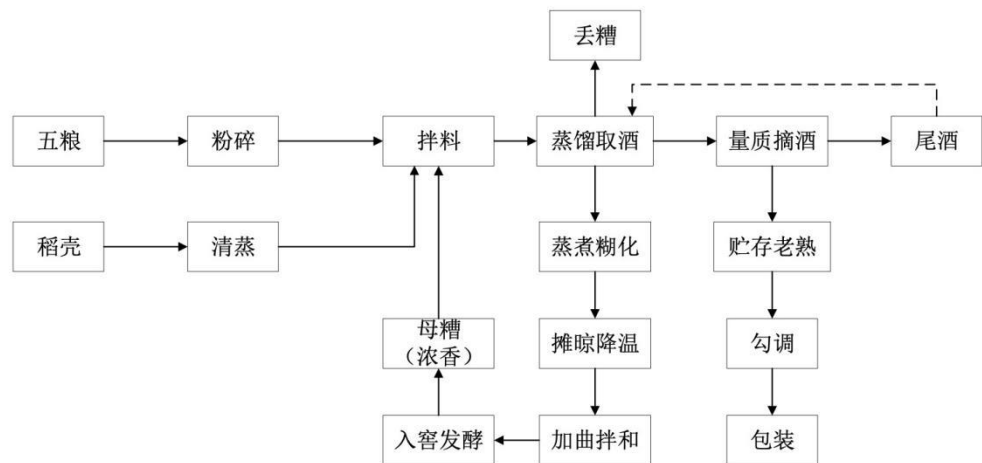 丢糟
五粮
粉碎
拌料
蒸馏取酒
量质摘酒
尾酒
稻壳
清蒸
蒸煮糊化
贮存老熟
母糟
（浓香）
摊晾降温
勾调
入窖发酵
加曲拌和
包装